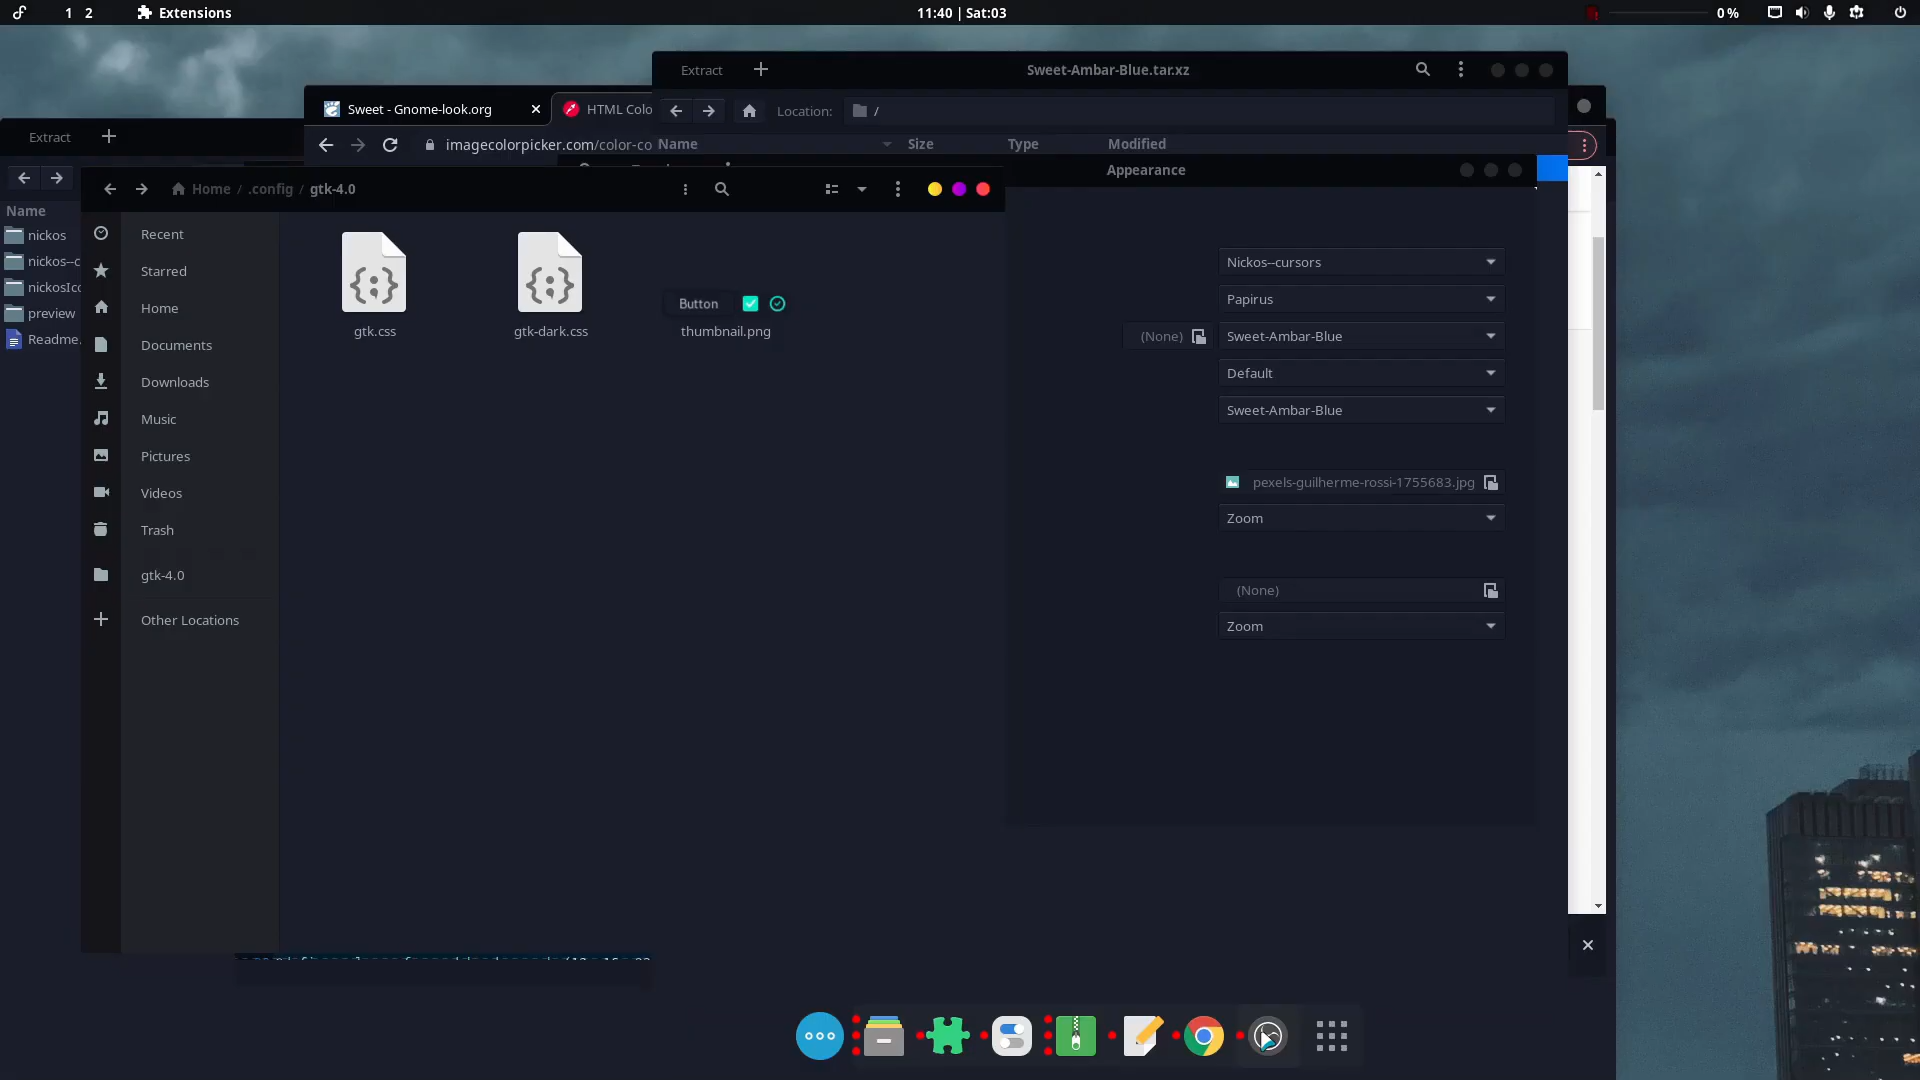 1 2 Extensions 11:40 | Sat:03 0 %
Extract Sweet-Ambar-Blue.tar.xz
Sweet - Gnome-look.org HTML Colo
Location: /
Extract
imagecolorpicker.com/color-co
Name Size Type Modified
Appearance
Home / .config / gtk-4.0
Name
nickos
nickos--c
nickosIco
preview
Readme.
Recent
Starred
Home
Documents
Downloads
Music
Pictures
Videos
Trash
gtk-4.0
Other Locations
Button
gtk.css gtk-dark.css thumbnail.png
Nickos--cursors
Papirus
(None) Sweet-Ambar-Blue
Default
Sweet-Ambar-Blue
pexels-guilherme-rossi-1755683.jpg
Zoom
(None)
Zoom